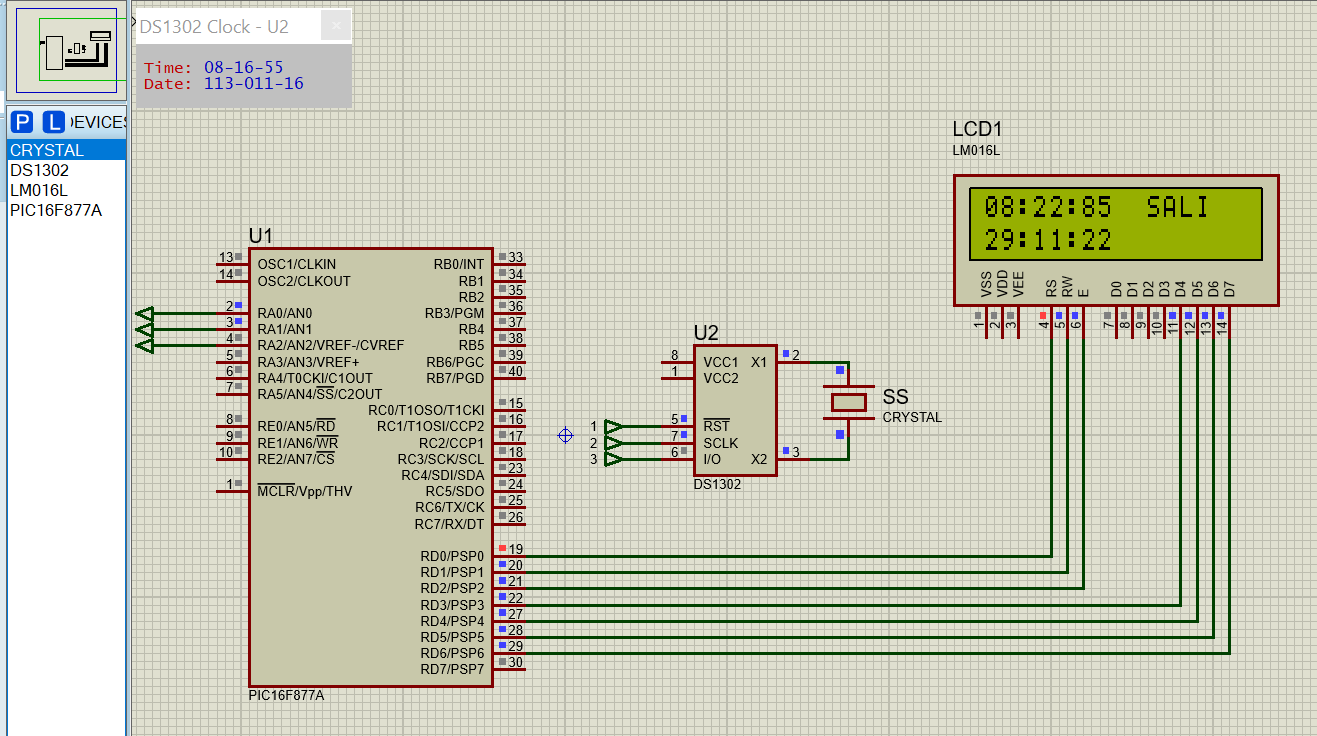 DS1302 Clock - U2
Time: 08-16-55
Date: 113-011-16
P L DEVICES
CRYSTAL
DS1302
LM016L
PIC16F877A
LCD1
LM016L
08:22:85 SALI
29:11:22
VSS
VDD
VEE
RS
RW
E
D0
D1
D2
D3
D4
D5
D6
D7
1
2
3
4
5
6
7
8
9
10
11
12
13
14
U1
13 OSC1/CLKIN
14 OSC2/CLKOUT
2 RA0/AN0
3 RA1/AN1
4 RA2/AN2/VREF-/CVREF
5 RA3/AN3/VREF+
6 RA4/T0CKI/C1OUT
7 RA5/AN4/SS/C2OUT
8 RE0/AN5/RD
9 RE1/AN6/WR
10 RE2/AN7/CS
1 MCLR/Vpp/THV
RB0/INT 33
RB1 34
RB2 35
RB3/PGM 36
RB4 37
RB5 38
RB6/PGC 39
RB7/PGD 40
RC0/T1OSO/T1CKI 15
RC1/T1OSI/CCP2 16
RC2/CCP1 17
RC3/SCK/SCL 18
RC4/SDI/SDA 23
RC5/SDO 24
RC6/TX/CK 25
RC7/RX/DT 26
RD0/PSP0 19
RD1/PSP1 20
RD2/PSP2 21
RD3/PSP3 22
RD4/PSP4 27
RD5/PSP5 28
RD6/PSP6 29
RD7/PSP7 30
PIC16F877A
U2
8 VCC1 X1 2
1 VCC2
1 5 RST
2 7 SCLK
3 6 I/O X2 3
DS1302
SS
CRYSTAL